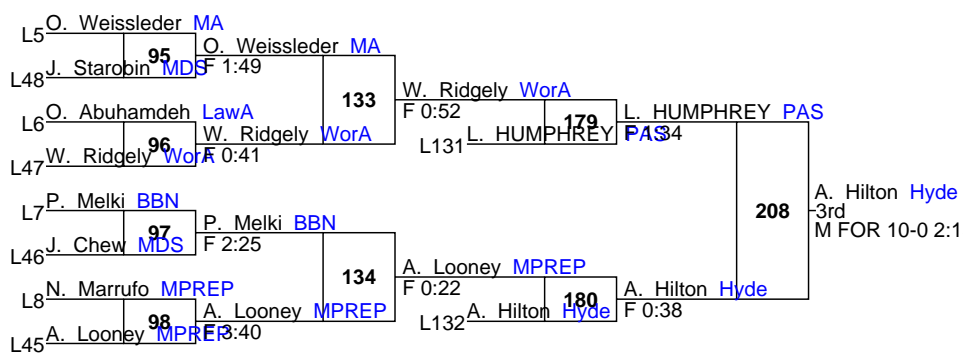 L5 O. Weissleder MA
95
L48 J. Starobin MDS
O. Weissleder MA
F 1:49
L6 O. Abuhamdeh LawA
96
L47 W. Ridgely WorA
W. Ridgely WorA
F 0:41
133
W. Ridgely WorA
F 0:52
L7 P. Melki BBN
97
L46 J. Chew MDS
P. Melki BBN
F 2:25
L8 N. Marrufo MPREP
98
L45 A. Looney MPREP
A. Looney MPREP
F 3:40
134
A. Looney MPREP
F 0:22
179
L131 L. HUMPHREY PAS
L. HUMPHREY PAS
F 1:34
180
L132 A. Hilton Hyde
A. Hilton Hyde
F 0:38
208
A. Hilton Hyde
3rd
M FOR 10-0 2:1